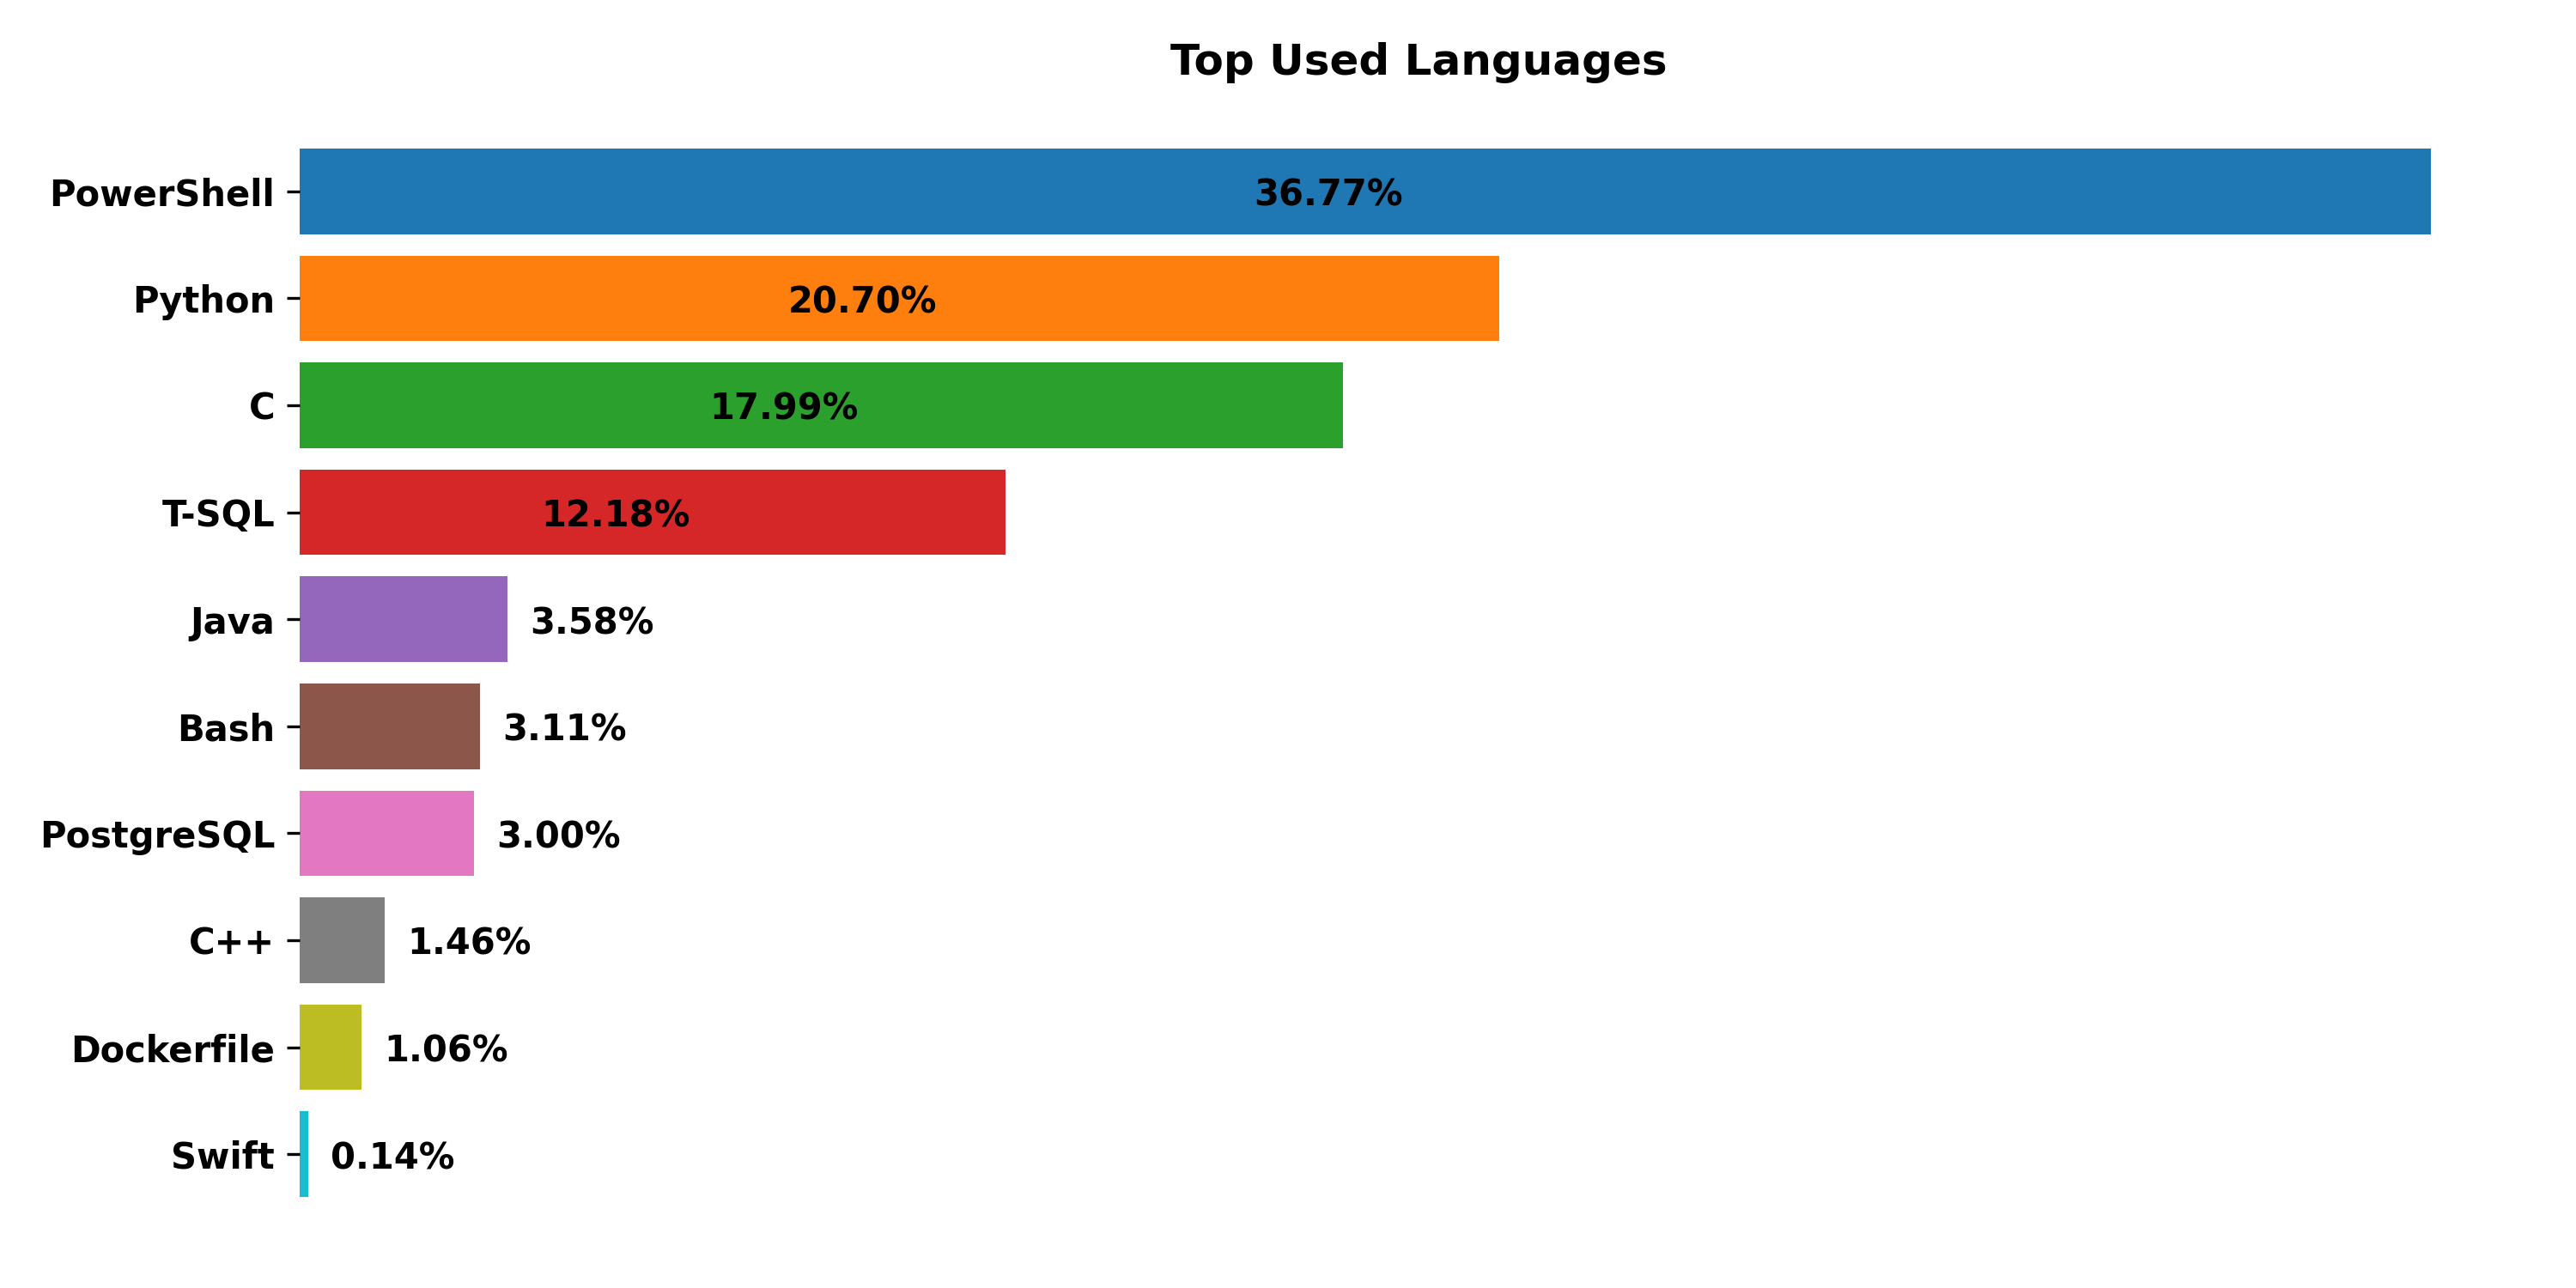 Top Used Languages
PowerShell 36.77%
Python 20.70%
C 17.99%
T-SQL 12.18%
Java 3.58%
Bash 3.11%
PostgreSQL 3.00%
C++ 1.46%
Dockerfile 1.06%
Swift 0.14%